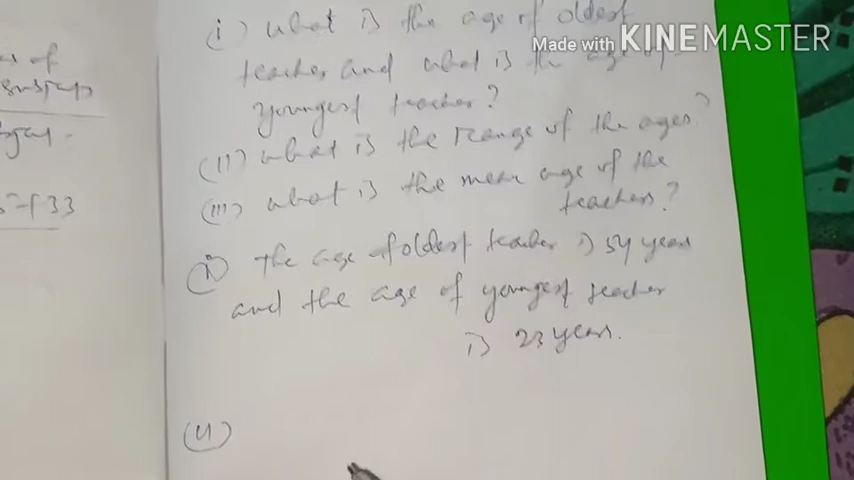 (i) what is the age of oldest
Made with KINEMASTER
teacher and what is the age of
youngest teacher?
(ii) what is the range of the ages?
(iii) what is the mean age of the
teachers?
(i) the age of oldest teacher is 54 years
and the age of youngest teacher
is 23 years.
(ii)
of
33